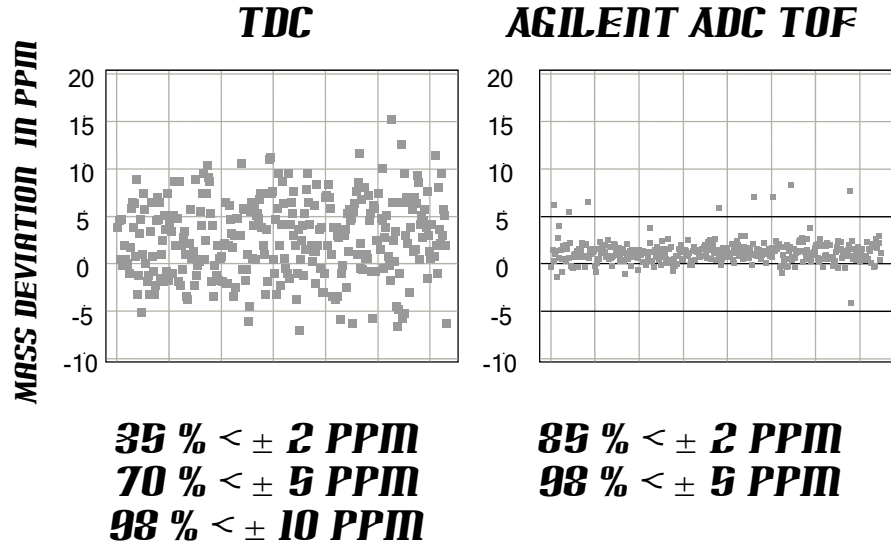 TDC
AGILENT ADC TOF
MASS DEVIATION IN PPM
20
15
10
5
0
-5
-10
20
15
10
5
0
-5
-10
35 % < ± 2 PPM
70 % < ± 5 PPM
98 % < ± 10 PPM
85 % < ± 2 PPM
98 % < ± 5 PPM